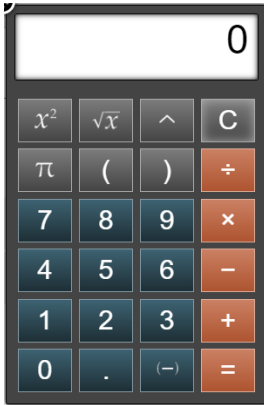 0
x² √x ^ C
π ( ) ÷
7 8 9 ×
4 5 6 −
1 2 3 +
0 . (−) =